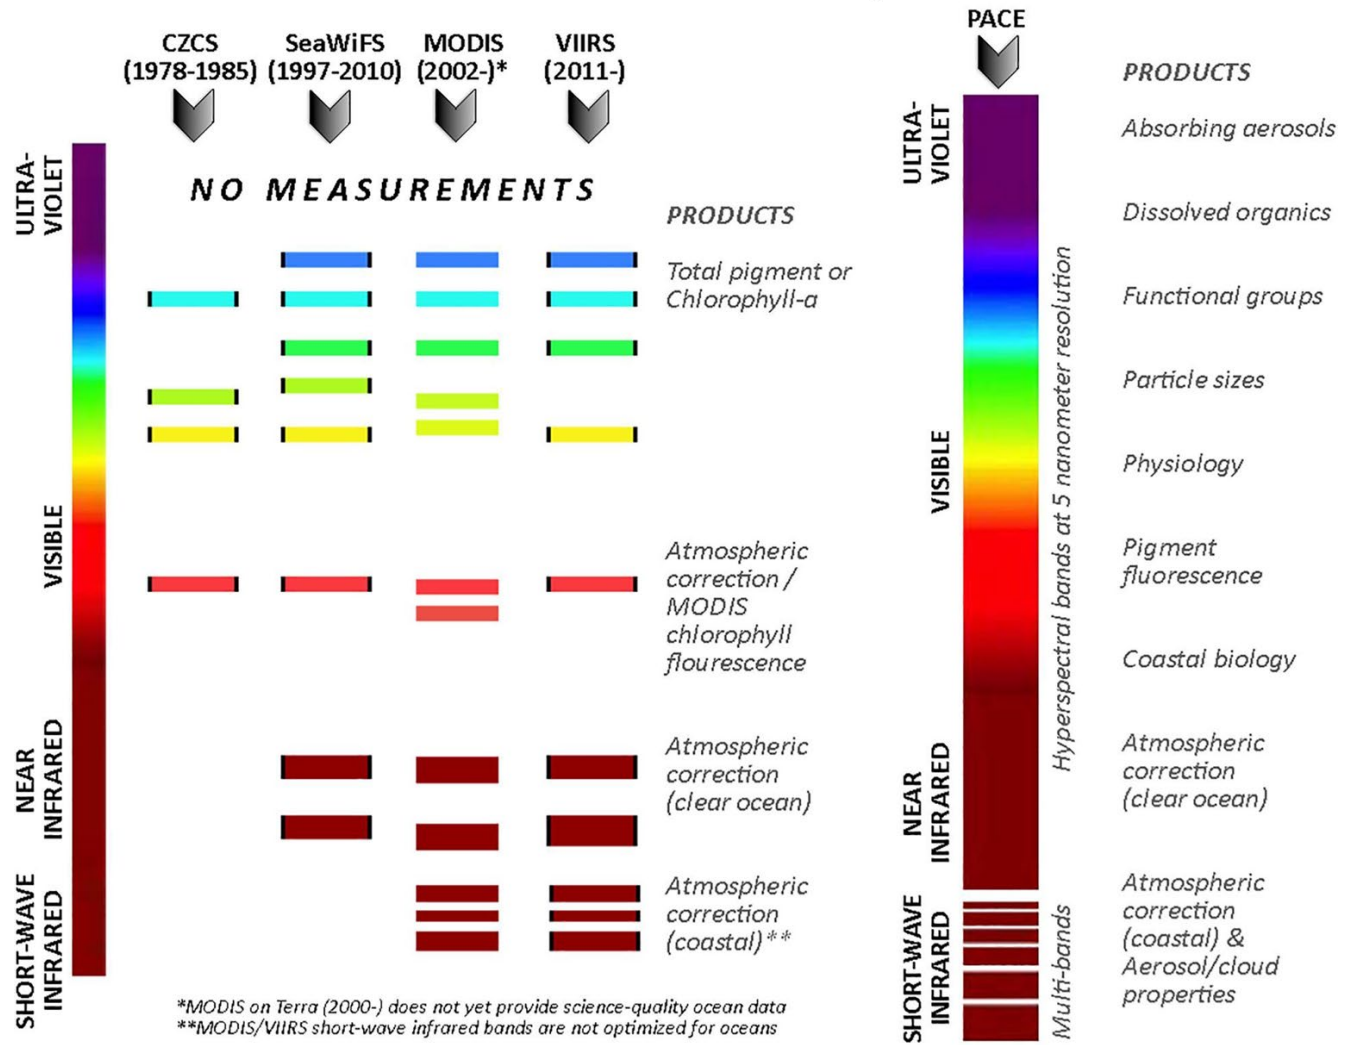 CZCS
(1978-1985)
SeaWiFS
(1997-2010)
MODIS
(2002-)*
VIIRS
(2011-)
ULTRA-
VIOLET
VISIBLE
NEAR
INFRARED
SHORT-WAVE
INFRARED
NO MEASUREMENTS
PRODUCTS
Total pigment or
Chlorophyll-a
Atmospheric
correction /
MODIS
chlorophyll
flourescence
Atmospheric
correction
(clear ocean)
Atmospheric
correction
(coastal)**
*MODIS on Terra (2000-) does not yet provide science-quality ocean data
**MODIS/VIIRS short-wave infrared bands are not optimized for oceans
PACE
ULTRA-
VIOLET
VISIBLE
NEAR
INFRARED
SHORT-WAVE
INFRARED
Hyperspectral bands at 5 nanometer resolution
Multi-bands
PRODUCTS
Absorbing aerosols
Dissolved organics
Functional groups
Particle sizes
Physiology
Pigment
fluorescence
Coastal biology
Atmospheric
correction
(clear ocean)
Atmospheric
correction
(coastal) &
Aerosol/cloud
properties